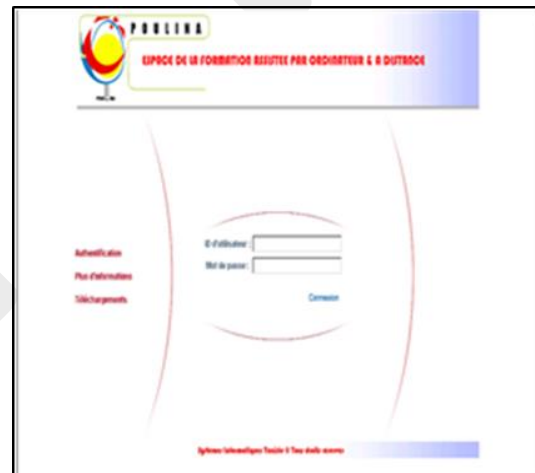 POULINA
ESPACE DE LA FORMATION ASSISTEE PAR ORDINATEUR & A DISTANCE
ID d'utilisateur :
Authentification
Mot de passe :
Plus d'informations
Téléchargements
Connexion